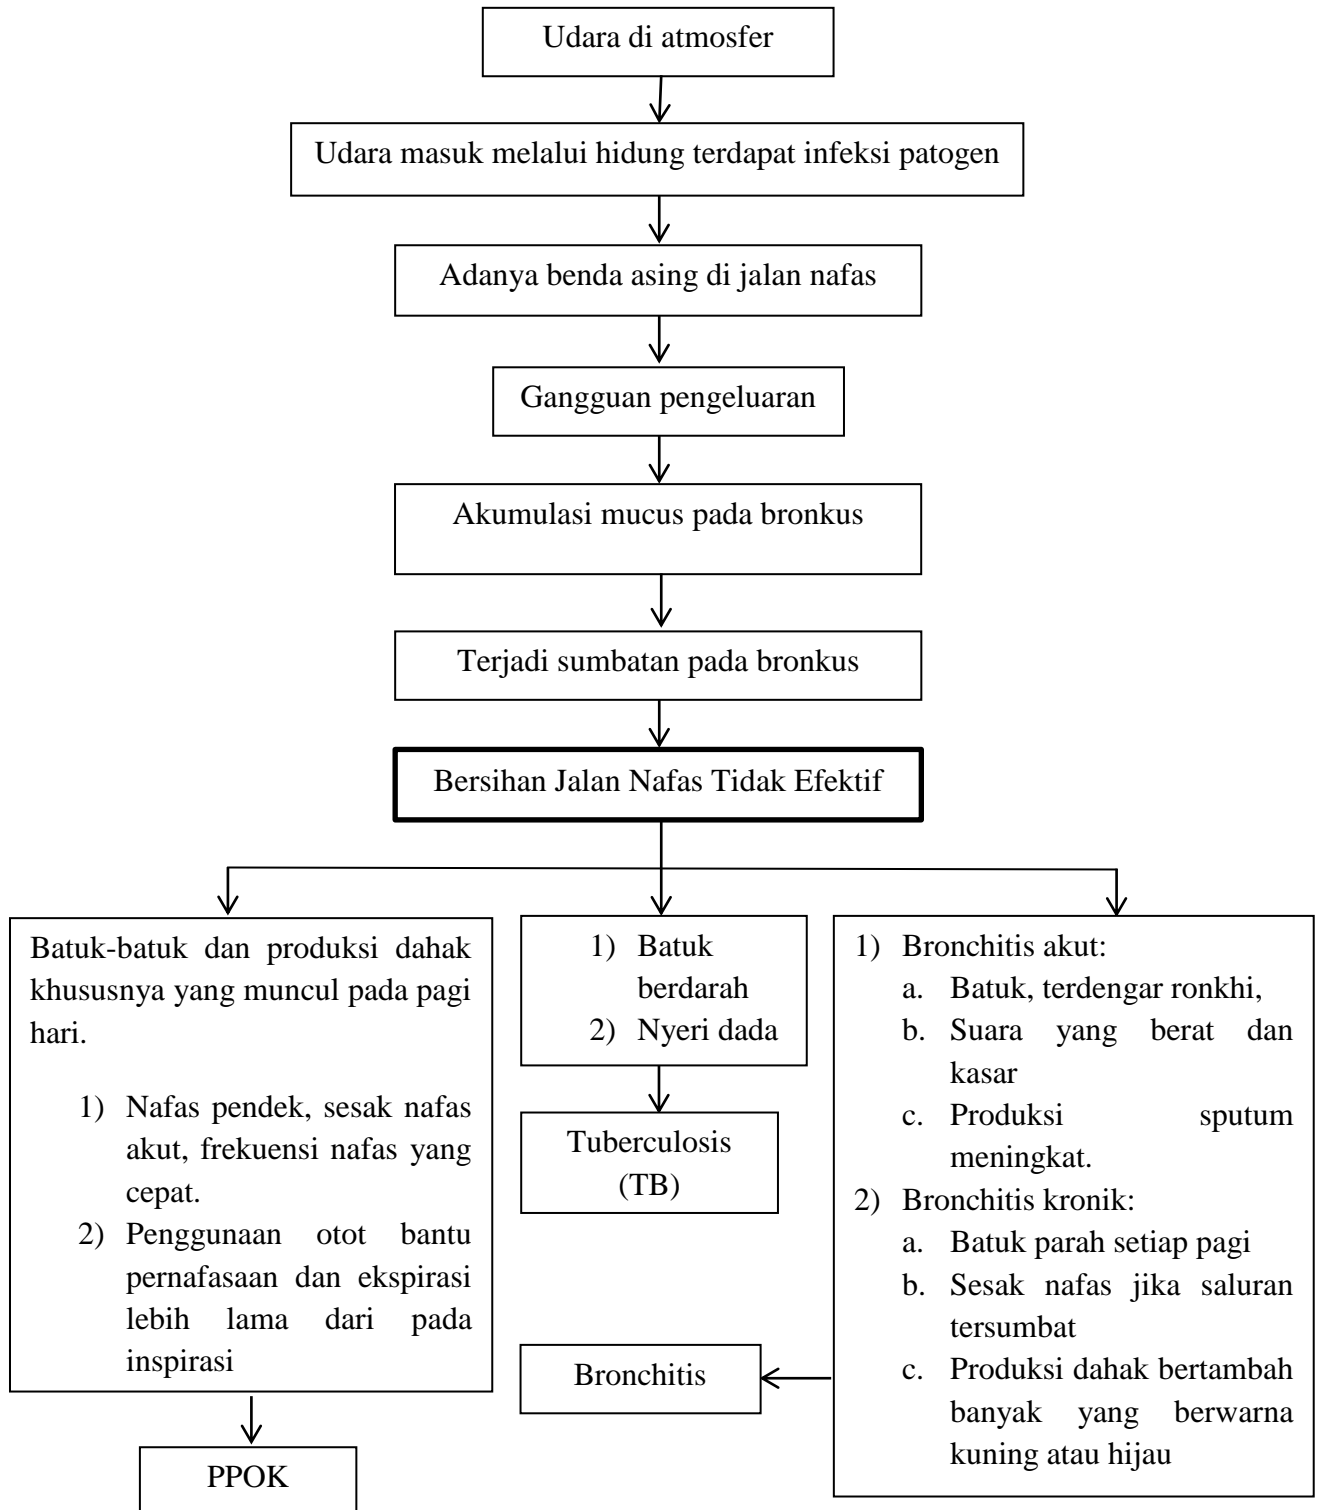 Udara di atmosfer
Udara masuk melalui hidung terdapat infeksi patogen
Adanya benda asing di jalan nafas
Gangguan pengeluaran
Akumulasi mucus pada bronkus
Terjadi sumbatan pada bronkus
Bersihan Jalan Nafas Tidak Efektif
Batuk-batuk dan produksi dahak
khususnya yang muncul pada pagi
hari.
1) Nafas pendek, sesak nafas
akut, frekuensi nafas yang
cepat.
2) Penggunaan otot bantu
pernafasaan dan ekspirasi
lebih lama dari pada
inspirasi
PPOK
1) Batuk
berdarah
2) Nyeri dada
Tuberculosis
(TB)
1) Bronchitis akut:
a. Batuk, terdengar ronkhi,
b. Suara yang berat dan
kasar
c. Produksi sputum
meningkat.
2) Bronchitis kronik:
a. Batuk parah setiap pagi
b. Sesak nafas jika saluran
tersumbat
c. Produksi dahak bertambah
banyak yang berwarna
kuning atau hijau
Bronchitis